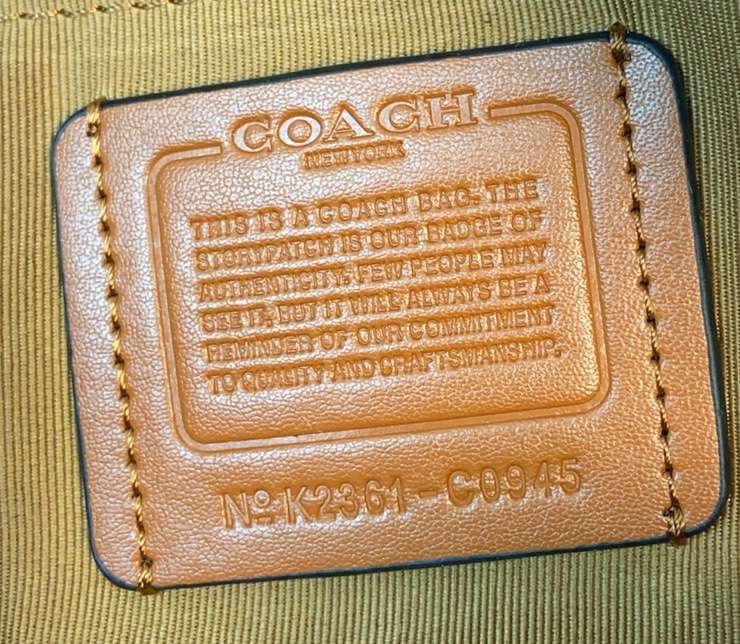 COACH
NEW YORK
THIS IS A COACH BAG. THE
STORYPATCH IS OUR BADGE OF
AUTHENTICITY. FEW PEOPLE MAY
SEE IT, BUT IT WILL ALWAYS BE A
REMINDER OF OUR COMMITMENT
TO QUALITY AND CRAFTSMANSHIP.
Nº K2361-C0945